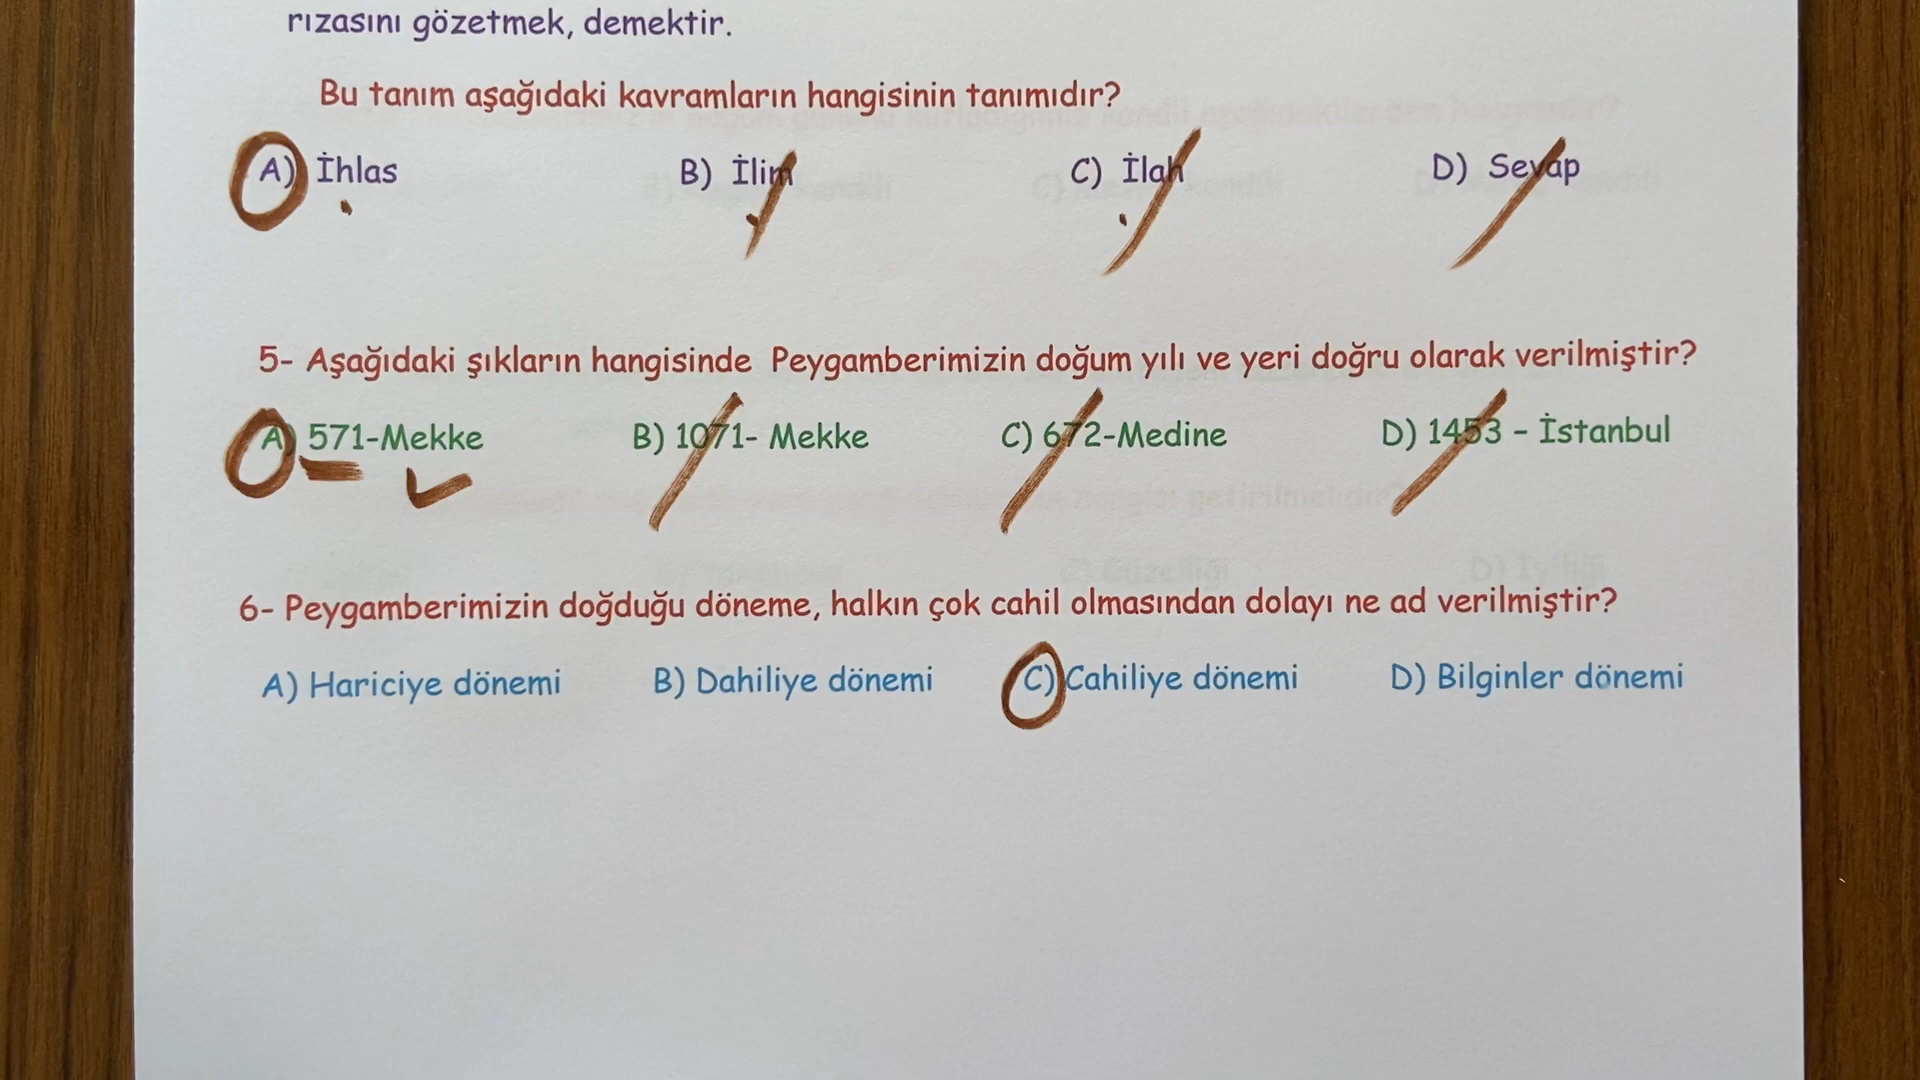 rızasını gözetmek, demektir.
Bu tanım aşağıdaki kavramların hangisinin tanımıdır?
A) İhlas B) İlim C) İlah D) Sevap
5- Aşağıdaki şıkların hangisinde Peygamberimizin doğum yılı ve yeri doğru olarak verilmiştir?
A) 571-Mekke B) 1071- Mekke C) 672-Medine D) 1453 - İstanbul
6- Peygamberimizin doğduğu döneme, halkın çok cahil olmasından dolayı ne ad verilmiştir?
A) Hariciye dönemi B) Dahiliye dönemi C) Cahiliye dönemi D) Bilginler dönemi